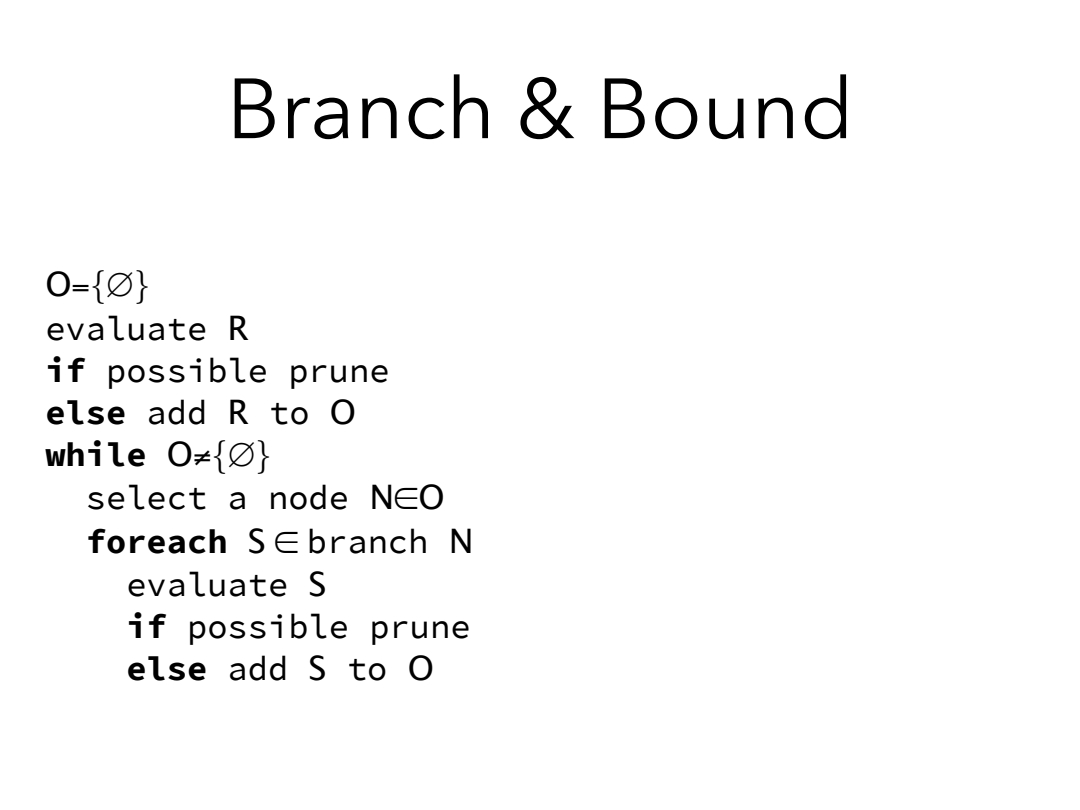 Branch & Bound
O={∅}
evaluate R
if possible prune
else add R to O
while O≠{∅}
  select a node N∈O
  foreach S∈branch N
    evaluate S
    if possible prune
    else add S to O